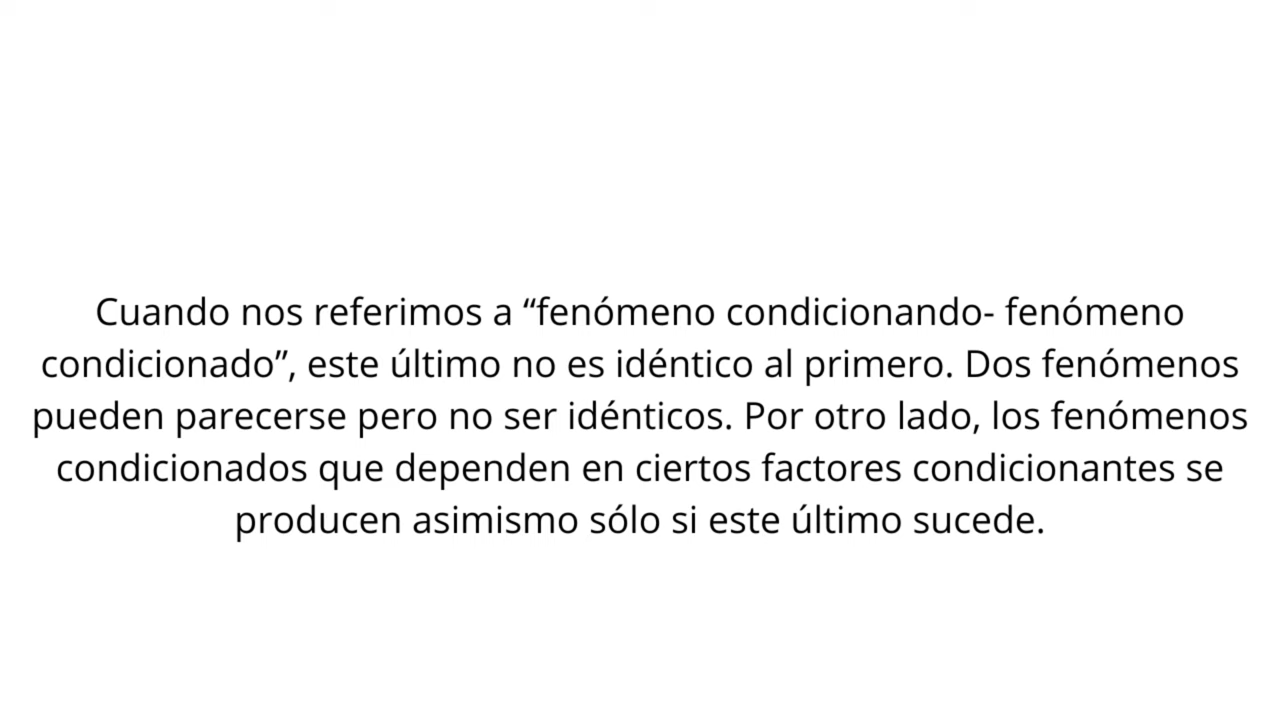 Cuando nos referimos a “fenómeno condicionando- fenómeno
condicionado”, este último no es idéntico al primero. Dos fenómenos
pueden parecerse pero no ser idénticos. Por otro lado, los fenómenos
condicionados que dependen en ciertos factores condicionantes se
producen asimismo sólo si este último sucede.